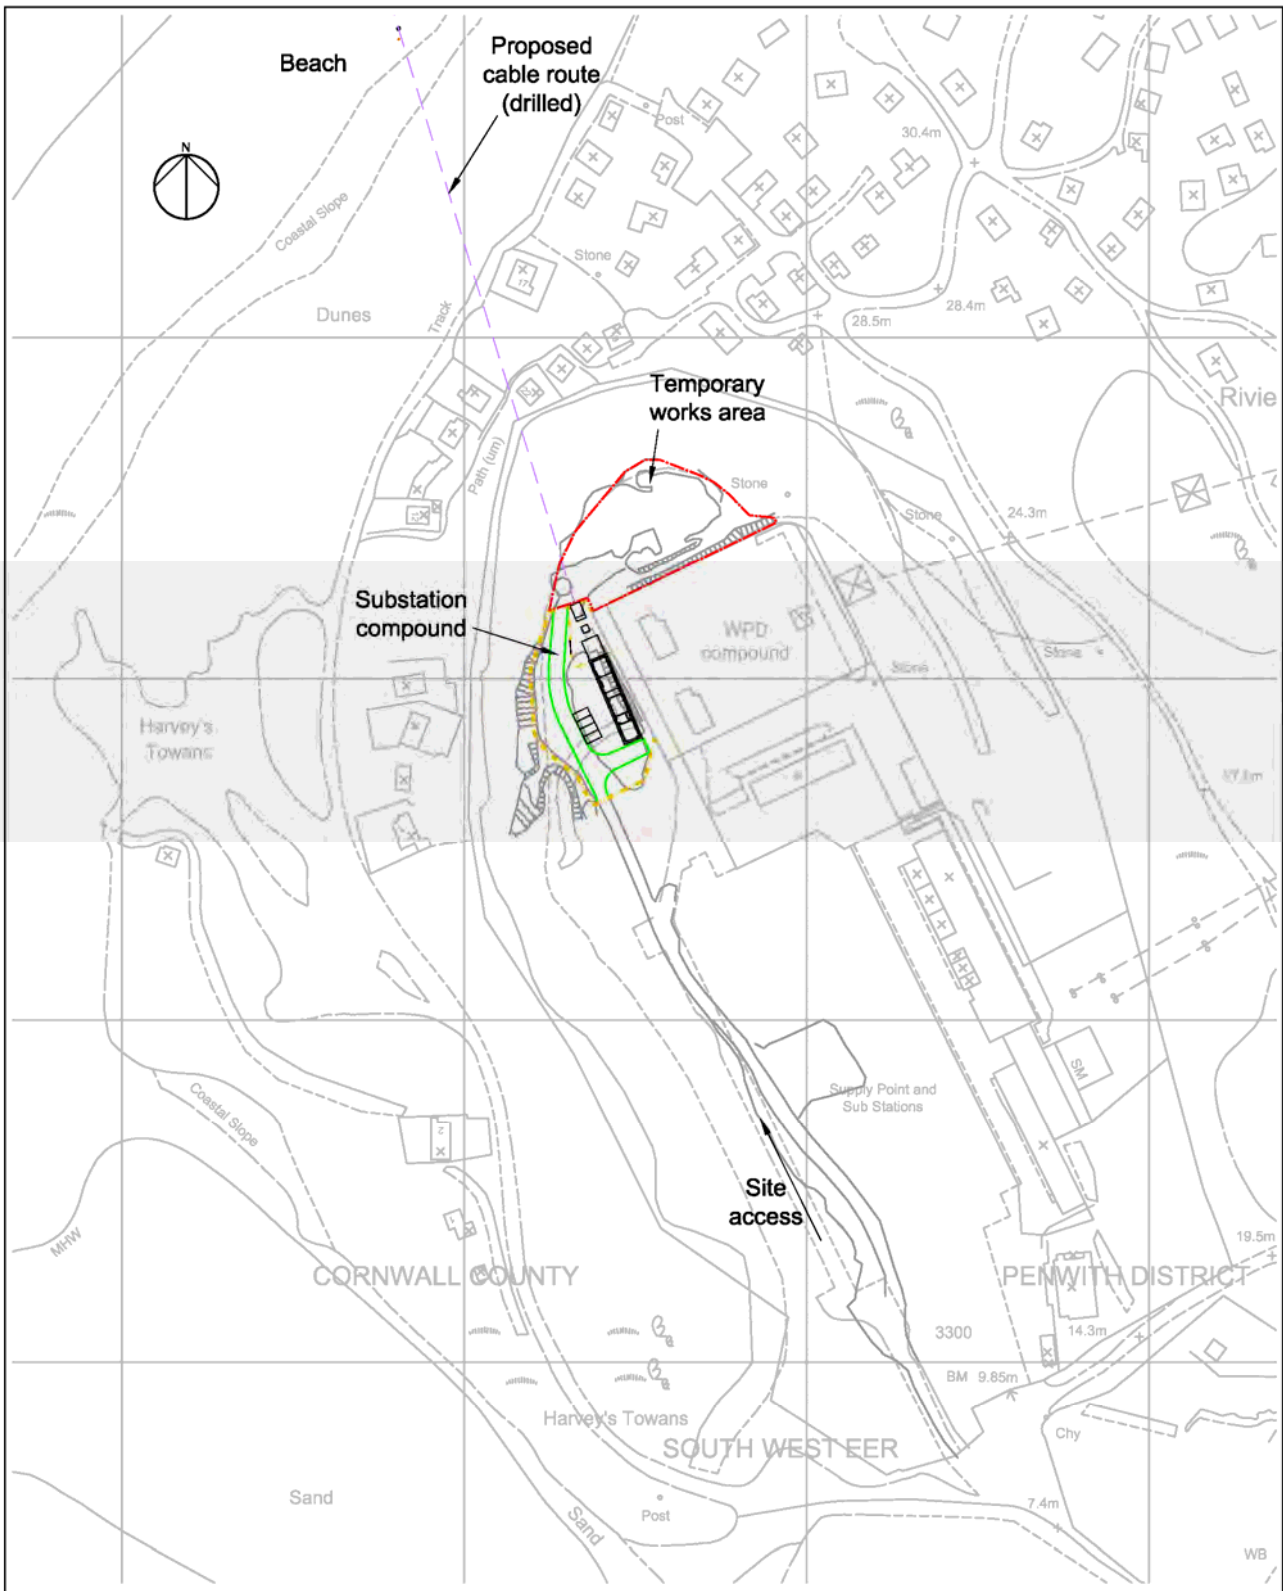 Beach
Proposed
cable route
(drilled)
N
Post
30.4m
Coastal Slope
Stone
17
Dunes
Track
28.4m
28.5m
Temporary
works area
Rivie
Path (um)
Stone
Stone
24.3m
Substation
compound
WPD
compound
Stone
Stone
Harvey's
Towans
SM
Coastal Slope
Supply Point and
Sub Stations
2
Site
access
MHW
19.5m
CORNWALL COUNTY
PENWITH DISTRICT
3300
14.3m
BM 9.85m
Harvey's Towans
SOUTH WEST EER
Chy
Sand
Sand
Post
7.4m
WB